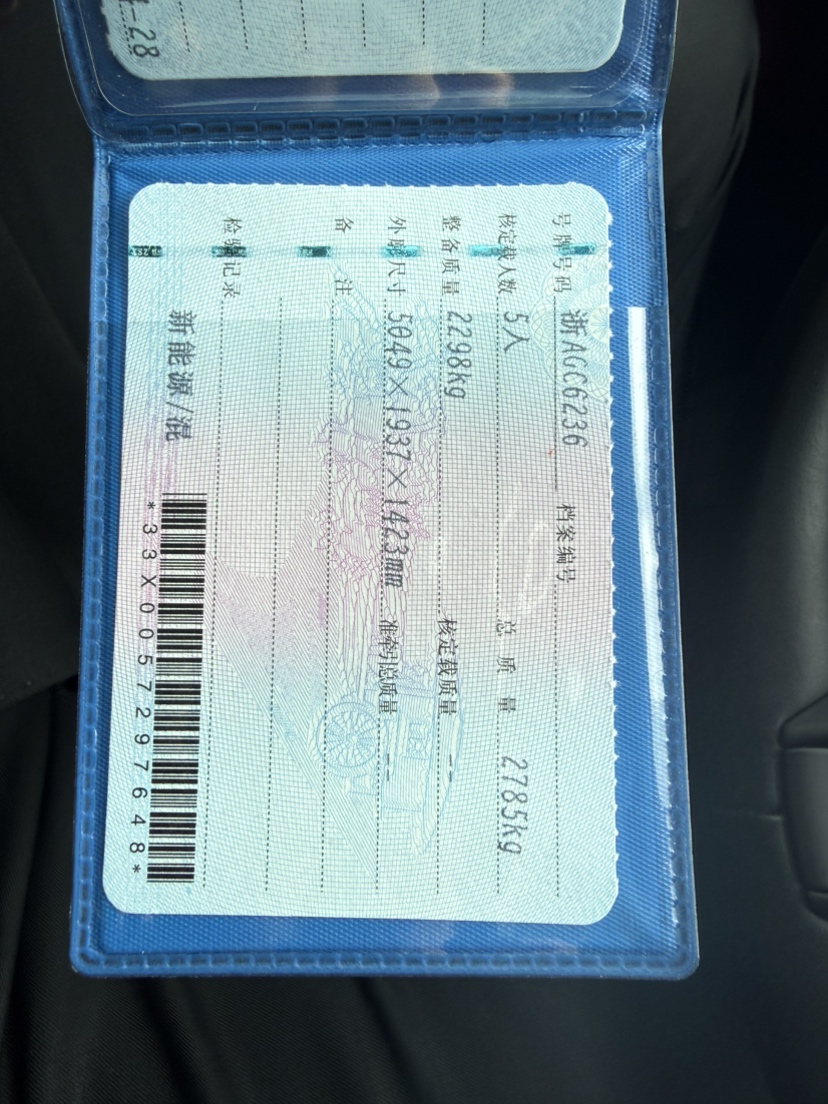 4-28
号牌号码 浙AGC6236 档案编号
核定载人数 5人 总质量 2785kg
整备质量 2298kg 核定载质量 --
外廓尺寸 5049×1937×1423mm 准牵引总质量 --
备注
检验记录
新能源/混
*33X0057297648*